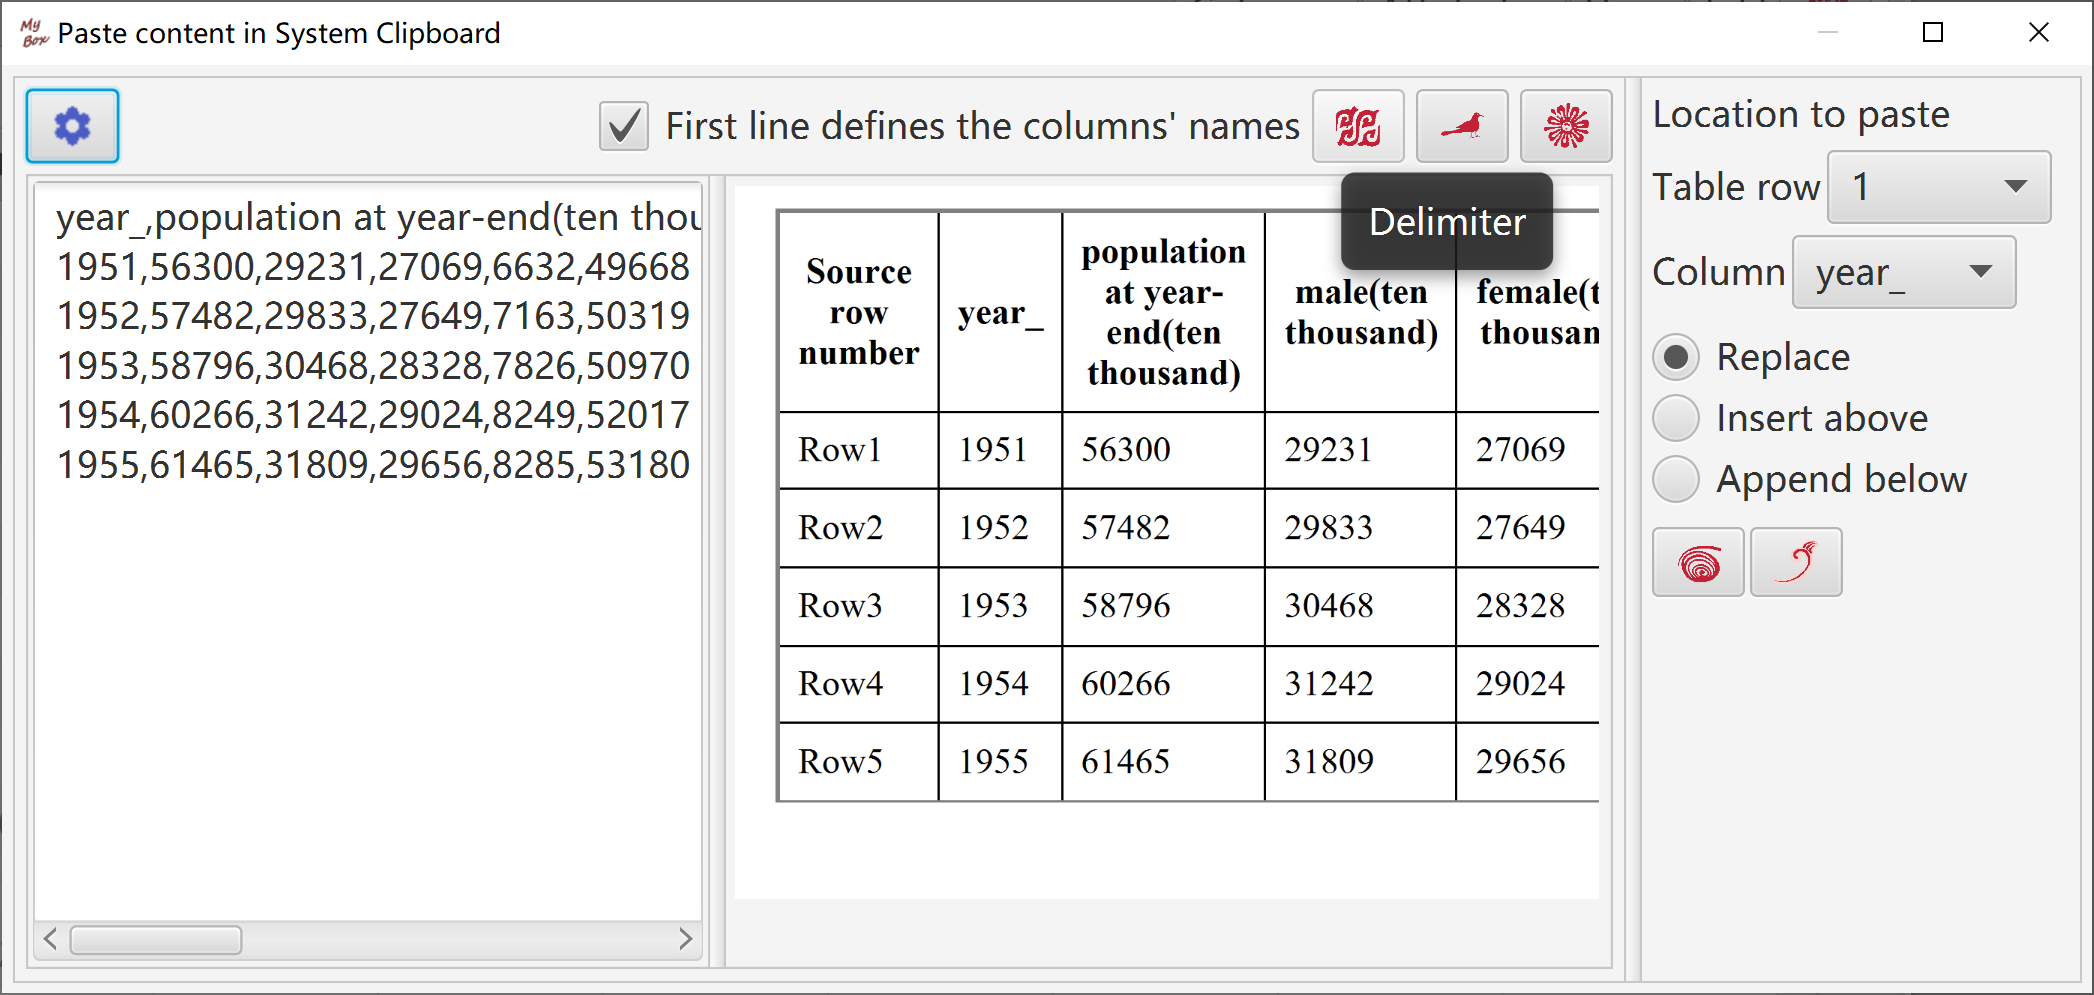 My Box
Paste content in System Clipboard
First line defines the columns' names
Delimiter
year_,population at year-end(ten thou
1951,56300,29231,27069,6632,49668
1952,57482,29833,27649,7163,50319
1953,58796,30468,28328,7826,50970
1954,60266,31242,29024,8249,52017
1955,61465,31809,29656,8285,53180
Source row number year_ population at year-end(ten thousand) male(ten thousand) female(t thousan
Row1 1951 56300 29231 27069
Row2 1952 57482 29833 27649
Row3 1953 58796 30468 28328
Row4 1954 60266 31242 29024
Row5 1955 61465 31809 29656
Location to paste
Table row 1
Column year_
Replace
Insert above
Append below